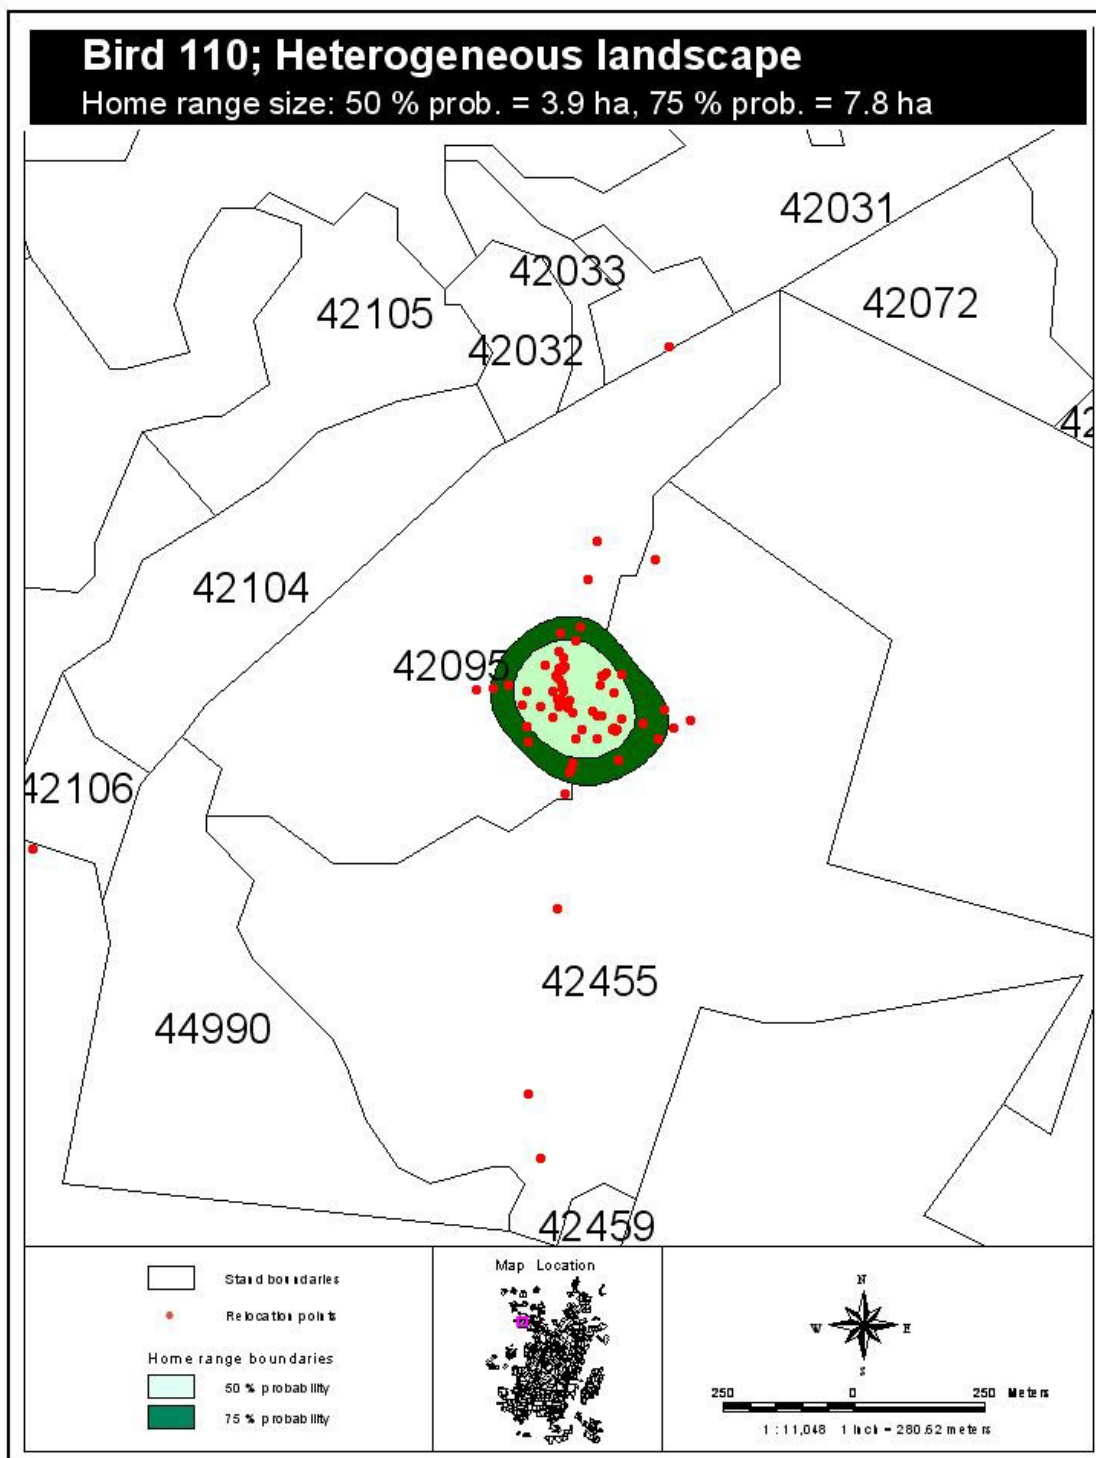 Bird 110; Heterogeneous landscape
Home range size: 50 % prob. = 3.9 ha, 75 % prob. = 7.8 ha
42031
42033
42072
42105
42032
42
42104
42095
42106
42455
44990
42459
Stand boundaries
Relocation points
Home range boundaries
50 % probability
75 % probability
Map Location
N
W E
S
250 0 250 Meters
1 : 11,048 1 Inch = 280.62 meters